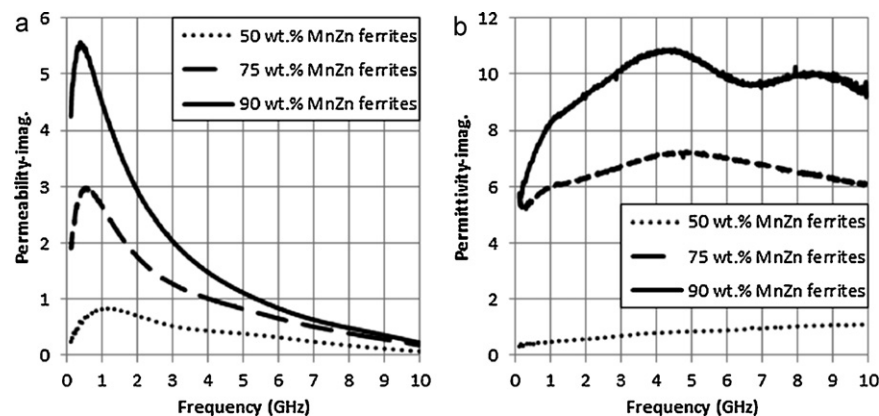 a
Permeability-imag.
6
5
4
3
2
1
0
50 wt.% MnZn ferrites
75 wt.% MnZn ferrites
90 wt.% MnZn ferrites
0 1 2 3 4 5 6 7 8 9 10
Frequency (GHz)
b
Permittivity-imag.
12
10
8
6
4
2
0
50 wt.% MnZn ferrites
75 wt.% MnZn ferrites
90 wt.% MnZn ferrites
0 1 2 3 4 5 6 7 8 9 10
Frequency (GHz)